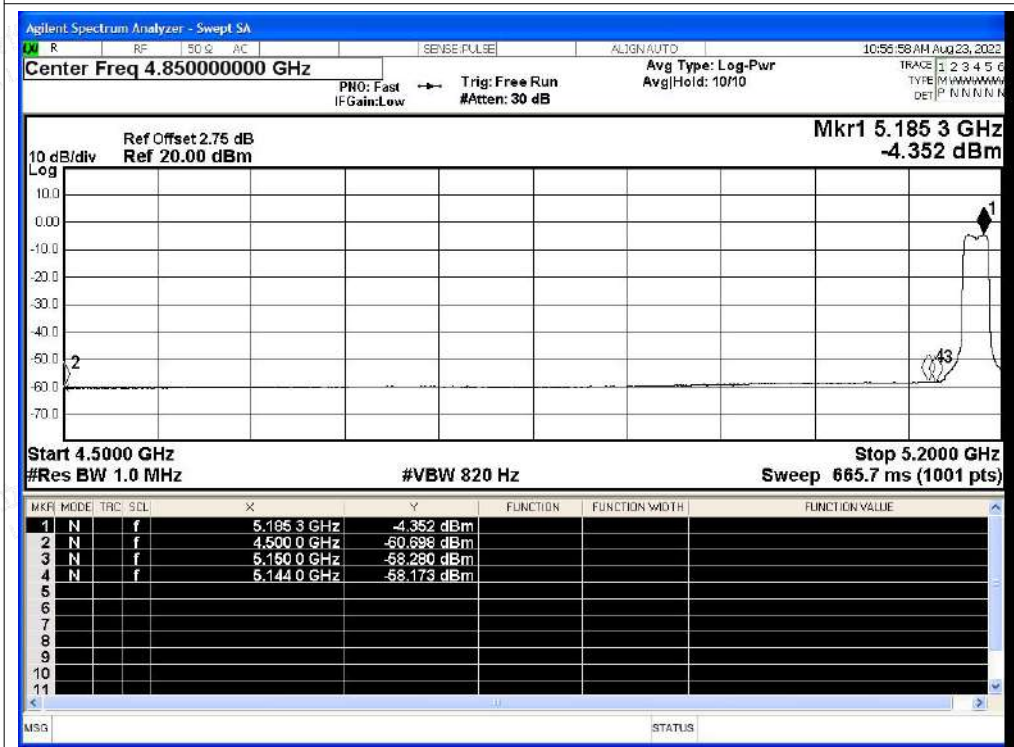 Agilent Spectrum Analyzer - Swept SA
R RF 50 Ω AC SENSE:PULSE ALIGNAUTO 10:56:58 AM Aug 23, 2022
Center Freq 4.850000000 GHz Avg Type: Log-Pwr TRACE 1 2 3 4 5 6
PNO: Fast Trig: Free Run Avg|Hold: 10/10 TYPE M WWWWW
IFGain:Low #Atten: 30 dB DET P N N N N N
Mkr1 5.185 3 GHz
Ref Offset 2.75 dB
10 dB/div Ref 20.00 dBm -4.352 dBm
Log
10.0
1
0.00
-10.0
-20.0
-30.0
-40.0
-50.0
2 43
-60.0
-70.0
Start 4.5000 GHz Stop 5.2000 GHz
#Res BW 1.0 MHz #VBW 820 Hz Sweep 665.7 ms (1001 pts)
MKR MODE TRC SCL X Y FUNCTION FUNCTION WIDTH FUNCTION VALUE
1 N f 5.185 3 GHz -4.352 dBm
2 N f 4.500 0 GHz -60.698 dBm
3 N f 5.150 0 GHz -58.280 dBm
4 N f 5.144 0 GHz -58.173 dBm
5
6
7
8
9
10
11
MSG STATUS